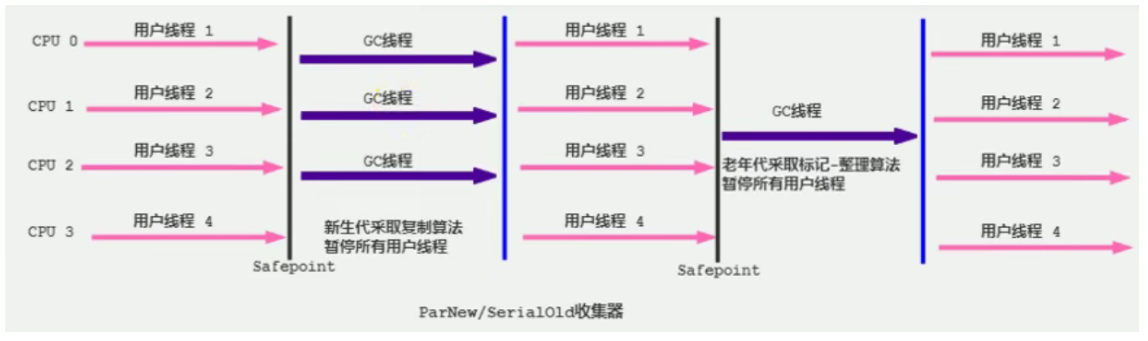 CPU 0
用户线程 1
GC线程
用户线程 1
用户线程 1
CPU 1
用户线程 2
GC线程
用户线程 2
GC线程
用户线程 2
CPU 2
用户线程 3
GC线程
用户线程 3
老年代采取标记-整理算法
暂停所有用户线程
用户线程 3
CPU 3
用户线程 4
新生代采取复制算法
暂停所有用户线程
用户线程 4
用户线程 4
Safepoint
Safepoint
ParNew/SerialOld收集器